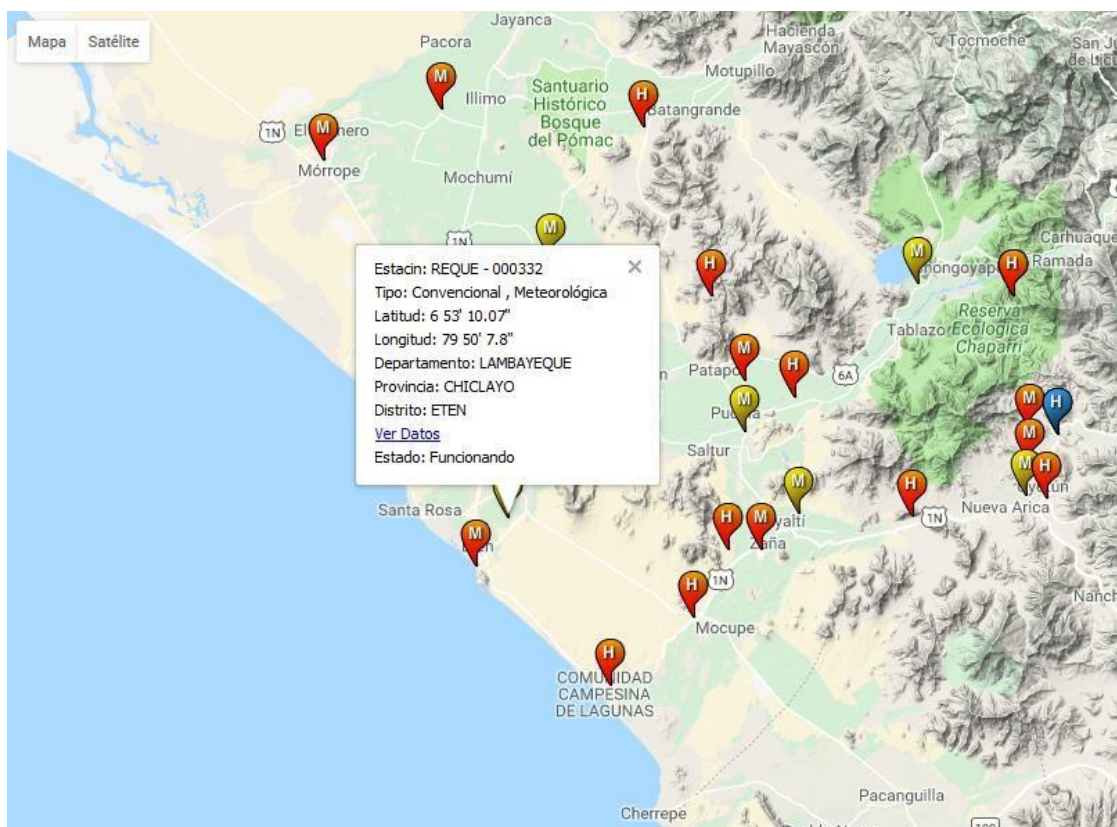 Mapa Satélite
Jayanca
Pacora
Hacienda
Mayascón
Tocmoche
Motupillo
M
Illimo
Santuario
Histórico
Bosque
del Pómac
H
Batangrande
1N
M
Mórrope
Mochumí
M
1N
Carhuaque
Ramada
H
M
H
Reserva
Ecologica
Chaparri
Tablazo
Estacin: REQUE - 000332
Tipo: Convencional , Meteorológica
Latitud: 6 53' 10.07"
Longitud: 79 50' 7.8"
Departamento: LAMBAYEQUE
Provincia: CHICLAYO
Distrito: ETEN
Ver Datos
Estado: Funcionando
M
H
6A
M
M
H
M
Saltur
M
H
M
H
1N
Nueva Arica
Santa Rosa
M
H
M
Zaña
H
1N
Mocupe
H
COMUNIDAD
CAMPESINA
DE LAGUNAS
Pacanguilla
Cherrepe